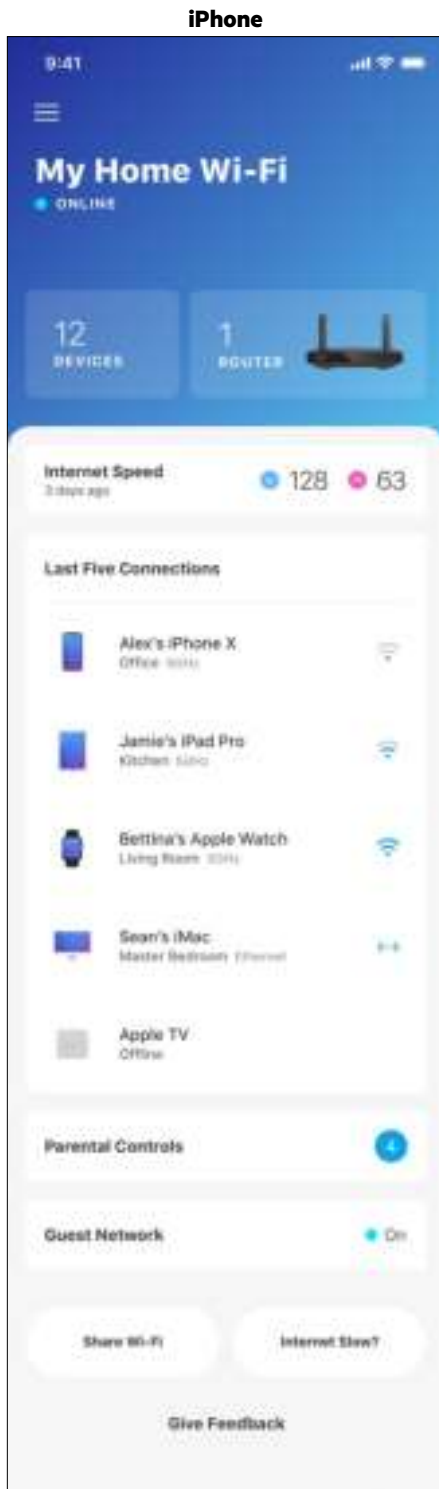 iPhone
9:41
My Home Wi-Fi
ONLINE
12
DEVICES
1
ROUTER
Internet Speed
3 days ago
128
63
Last Five Connections
Alex's iPhone X
Office
Jamie's iPad Pro
Kitchen
Bettina's Apple Watch
Living Room
Sean's iMac
Master Bedroom Ethernet
Apple TV
Offline
Parental Controls
4
Guest Network
On
Share Wi-Fi
Internet Slow?
Give Feedback